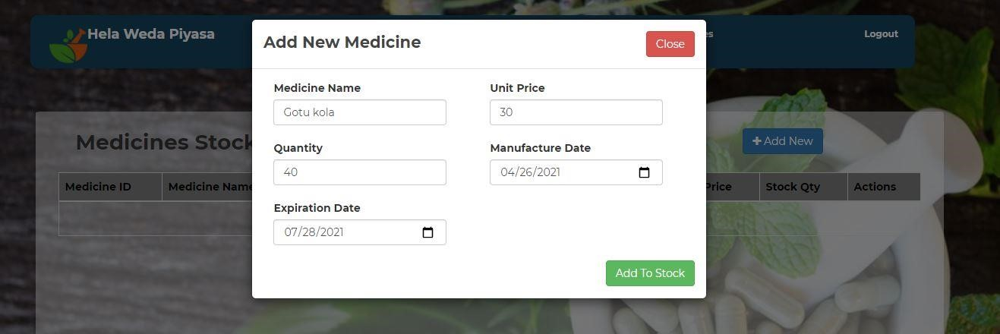 Hela Weda Piyasa
Logout
Add New Medicine
Close
Medicine Name
Unit Price
Gotu kola
30
Quantity
Manufacture Date
40
04/26/2021
Expiration Date
07/28/2021
Add To Stock
Medicines Stock
+ Add New
Medicine ID
Medicine Name
Price
Stock Qty
Actions